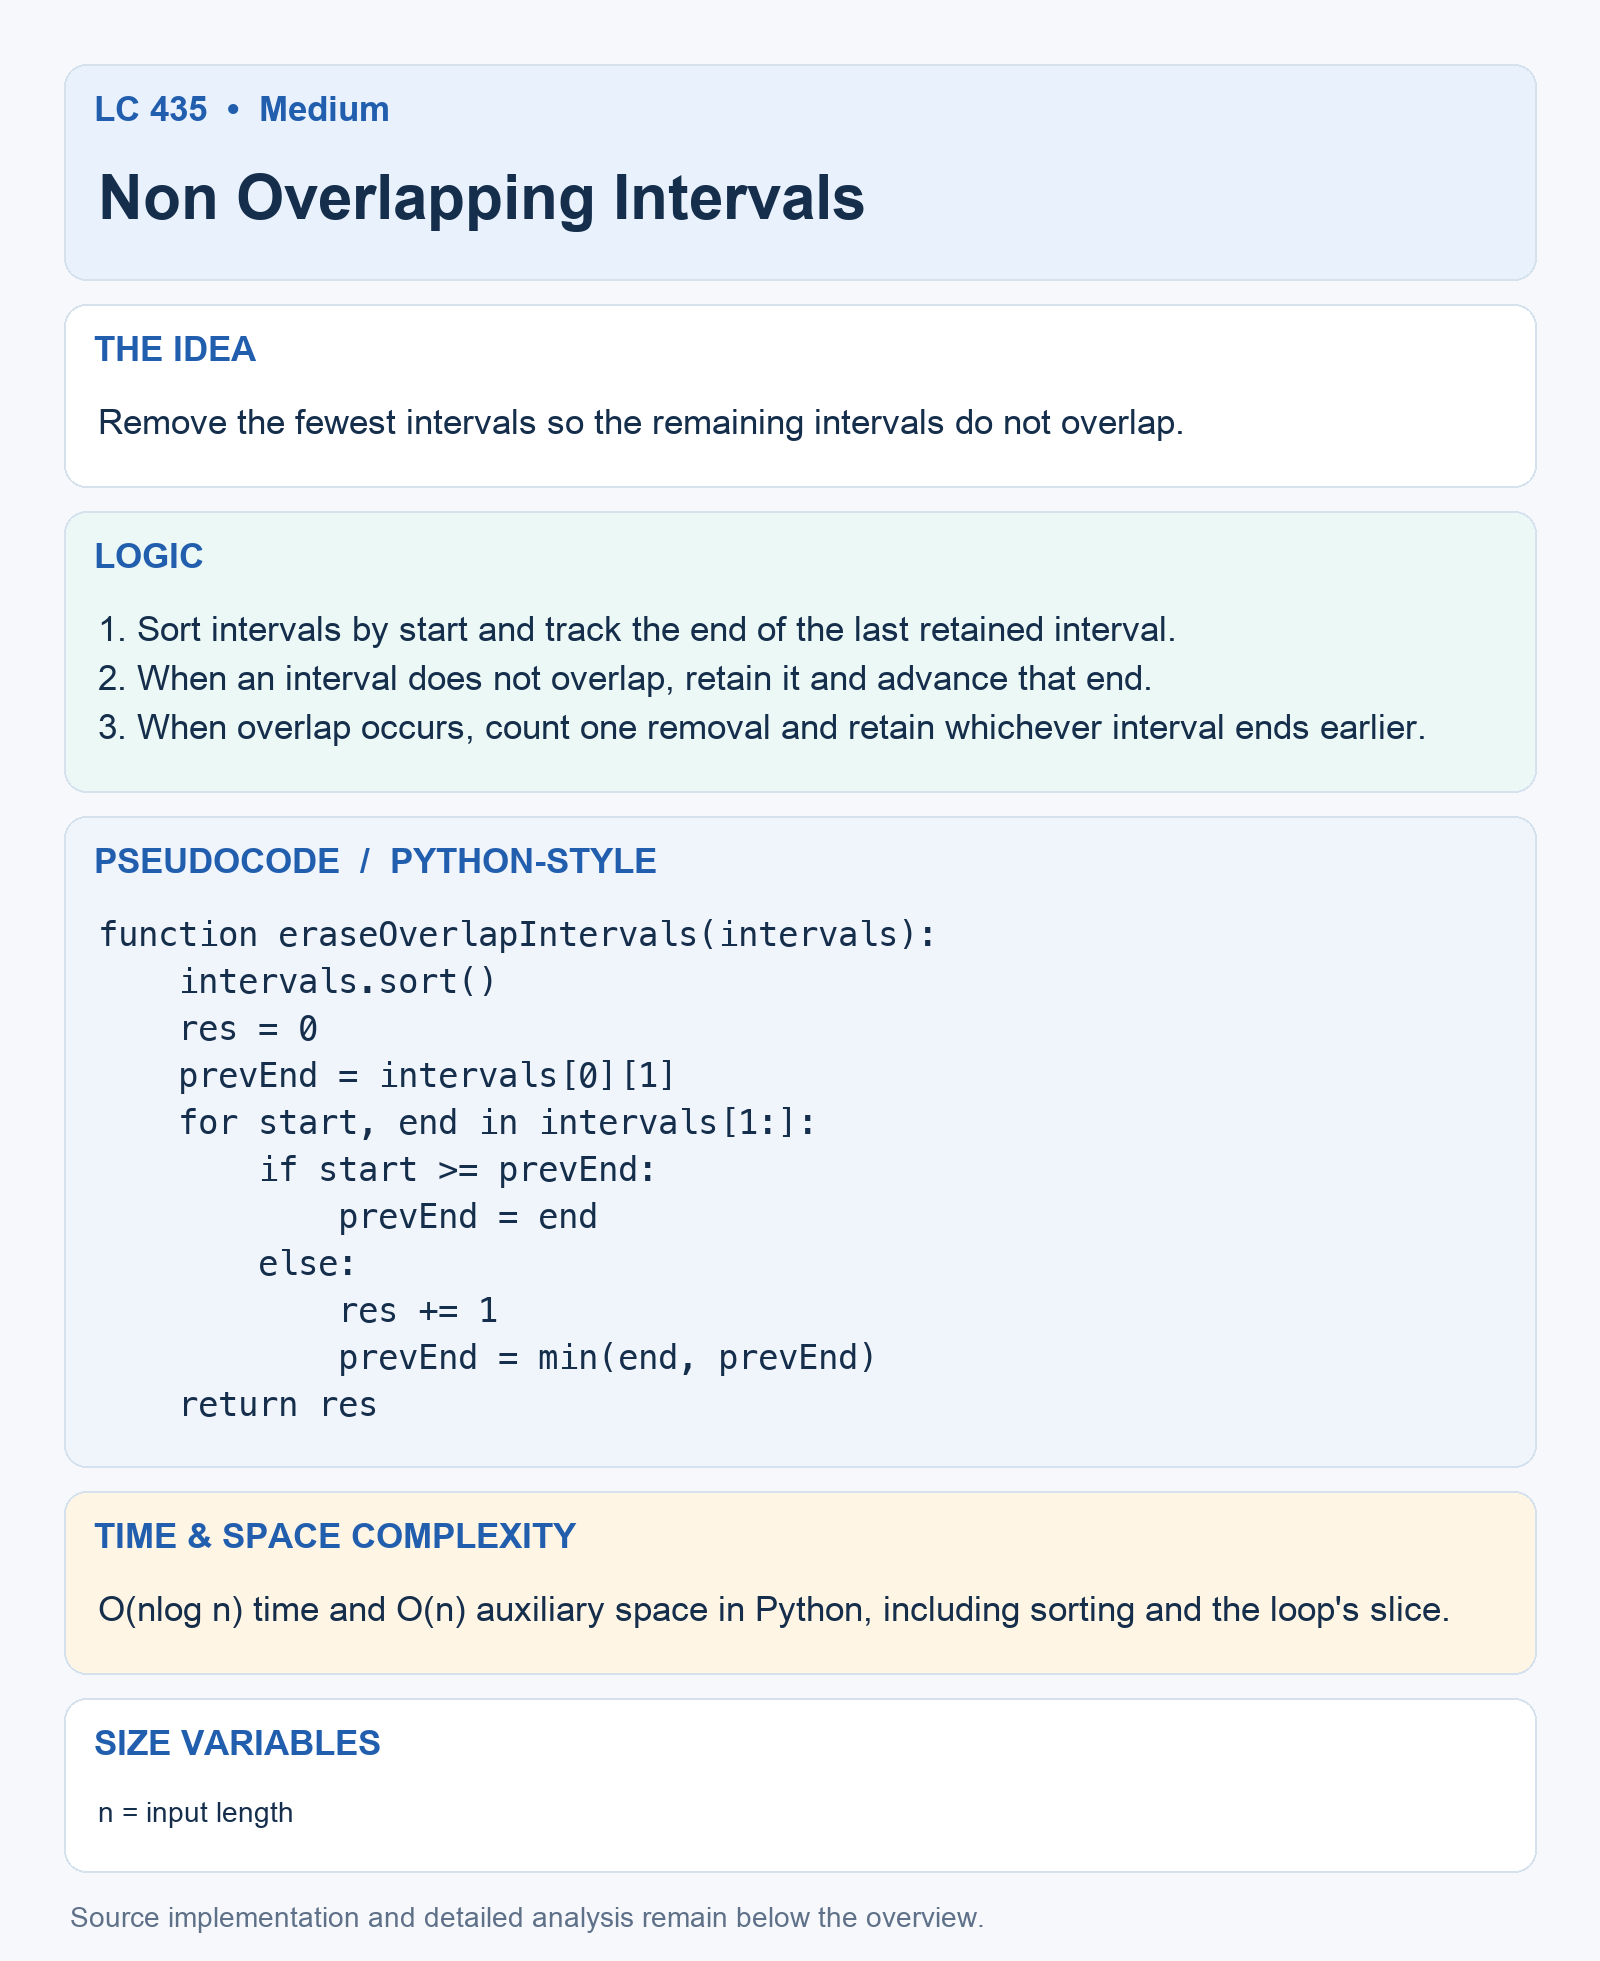 LC 435 • Medium
Non Overlapping Intervals
THE IDEA
Remove the fewest intervals so the remaining intervals do not overlap.
LOGIC
1. Sort intervals by start and track the end of the last retained interval.
2. When an interval does not overlap, retain it and advance that end.
3. When overlap occurs, count one removal and retain whichever interval ends earlier.
PSEUDOCODE / PYTHON-STYLE
function eraseOverlapIntervals(intervals):
    intervals.sort()
    res = 0
    prevEnd = intervals[0][1]
    for start, end in intervals[1:]:
        if start >= prevEnd:
            prevEnd = end
        else:
            res += 1
            prevEnd = min(end, prevEnd)
    return res
TIME & SPACE COMPLEXITY
O(nlog n) time and O(n) auxiliary space in Python, including sorting and the loop's slice.
SIZE VARIABLES
n = input length
Source implementation and detailed analysis remain below the overview.